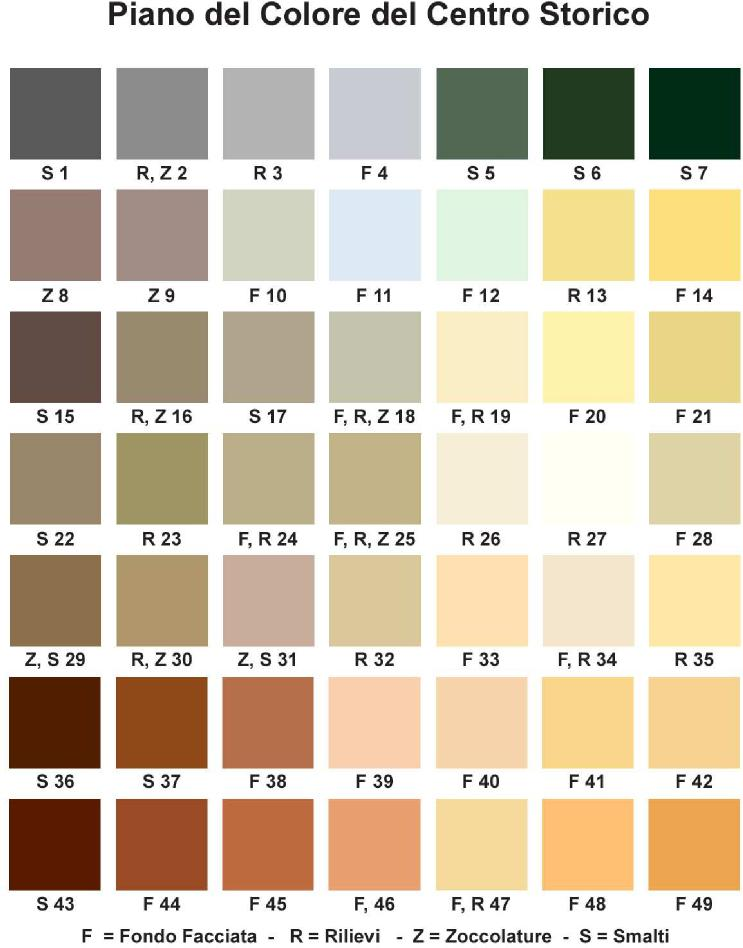 Piano del Colore del Centro Storico
S 1 R, Z 2 R 3 F 4 S 5 S 6 S 7
Z 8 Z 9 F 10 F 11 F 12 R 13 F 14
S 15 R, Z 16 S 17 F, R, Z 18 F, R 19 F 20 F 21
S 22 R 23 F, R 24 F, R, Z 25 R 26 R 27 F 28
Z, S 29 R, Z 30 Z, S 31 R 32 F 33 F, R 34 R 35
S 36 S 37 F 38 F 39 F 40 F 41 F 42
S 43 F 44 F 45 F, 46 F, R 47 F 48 F 49
F = Fondo Facciata - R = Rilievi - Z = Zoccolature - S = Smalti